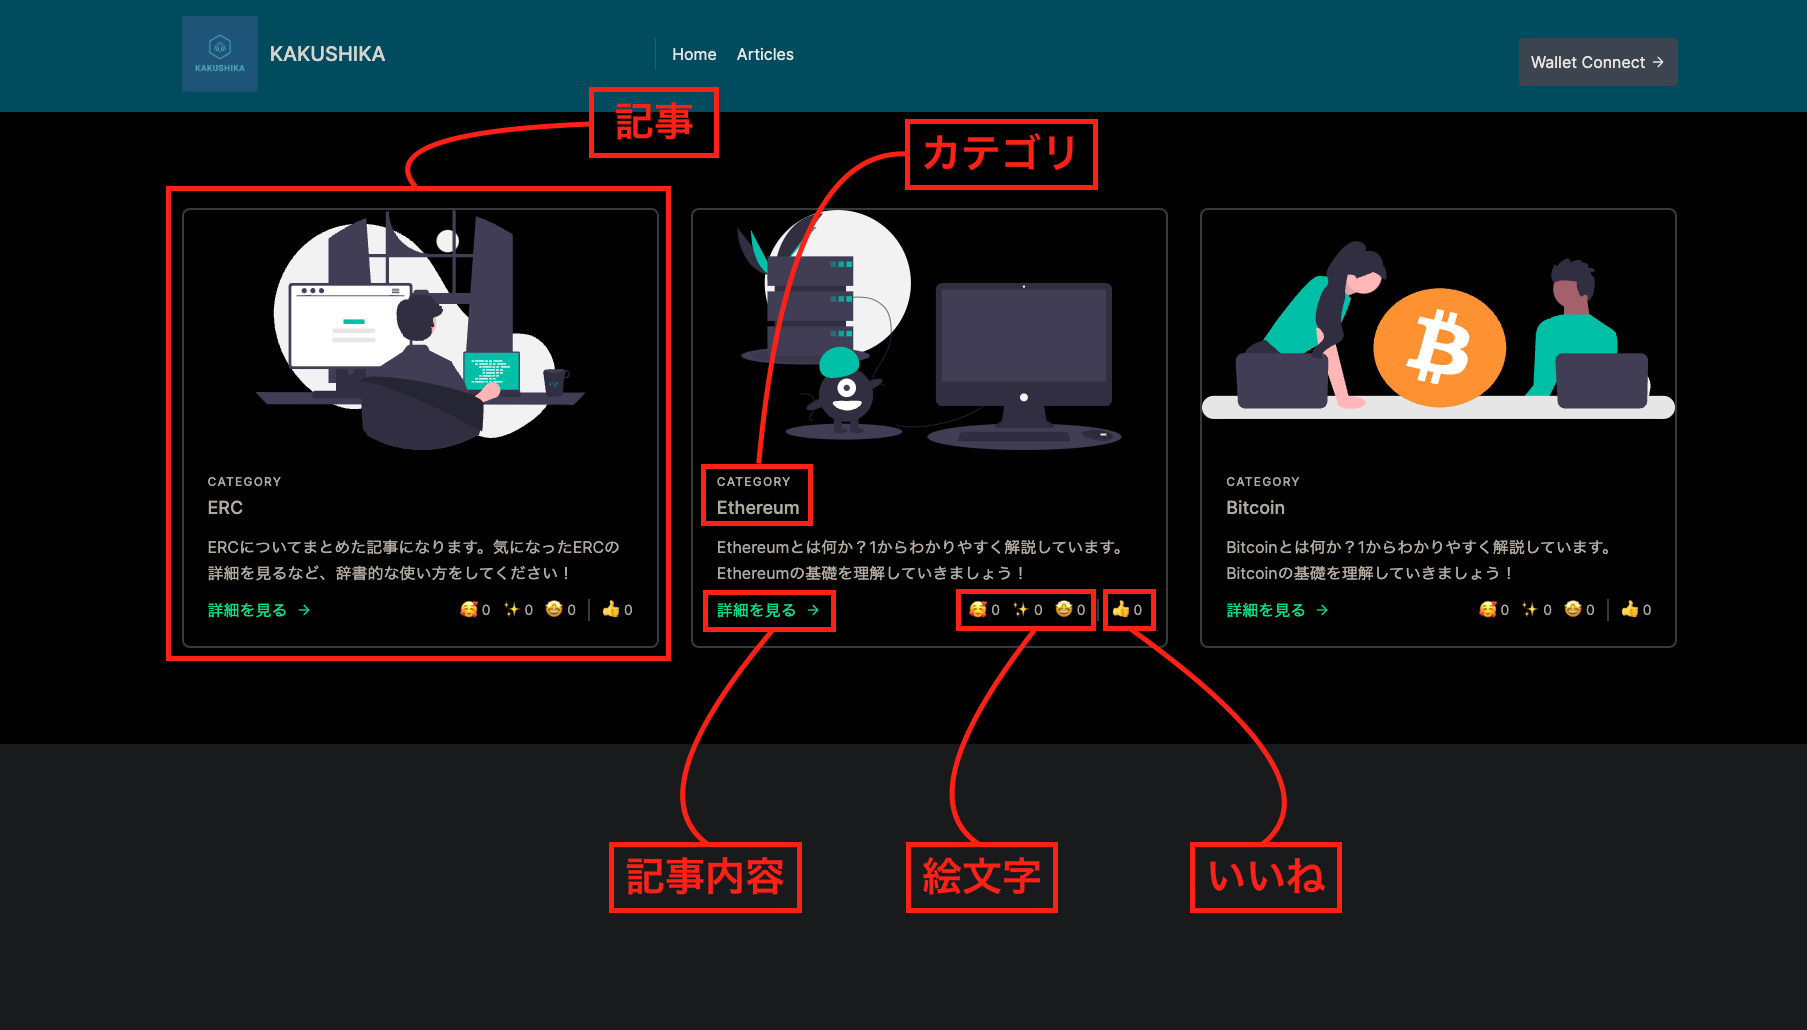 KAKUSHIKA
KAKUSHIKA
Home
Articles
Wallet Connect →
記事
カテゴリ
CATEGORY
ERC
ERCについてまとめた記事になります。気になったERCの
詳細を見るなど、辞書的な使い方をしてください！
詳細を見る →
🥰 0 ✨ 0 🤩 0 | 👍 0
CATEGORY
Ethereum
Ethereumとは何か？1からわかりやすく解説しています。
Ethereumの基礎を理解していきましょう！
詳細を見る →
🥰 0 ✨ 0 🤩 0 | 👍 0
CATEGORY
Bitcoin
Bitcoinとは何か？1からわかりやすく解説しています。
Bitcoinの基礎を理解していきましょう！
詳細を見る →
🥰 0 ✨ 0 🤩 0 | 👍 0
記事内容
絵文字
いいね